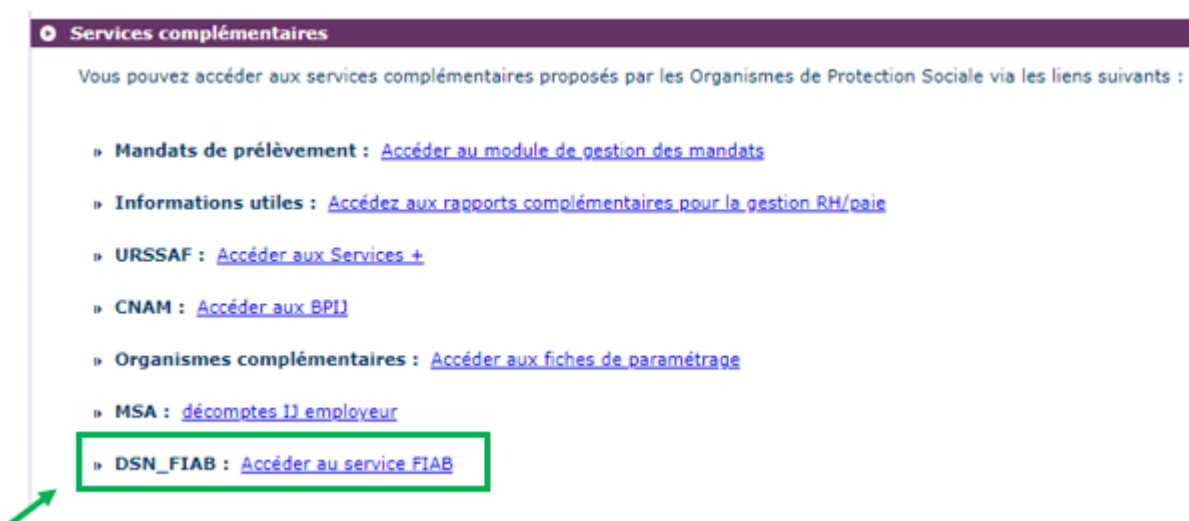 Services complémentaires
Vous pouvez accéder aux services complémentaires proposés par les Organismes de Protection Sociale via les liens suivants :
Mandats de prélèvement : Accéder au module de gestion des mandats
Informations utiles : Accédez aux rapports complémentaires pour la gestion RH/paie
URSSAF : Accéder aux Services +
CNAM : Accéder aux BPIJ
Organismes complémentaires : Accéder aux fiches de paramétrage
MSA : décomptes IJ employeur
DSN_FIAB : Accéder au service FIAB